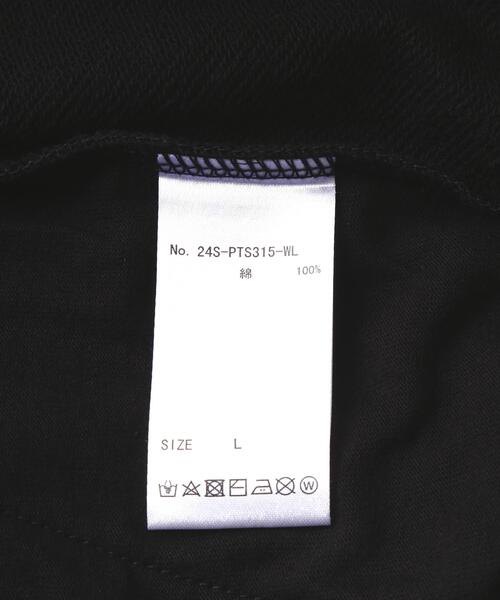 No. 24S-PTS315-WL
綿 100%
SIZE L
W